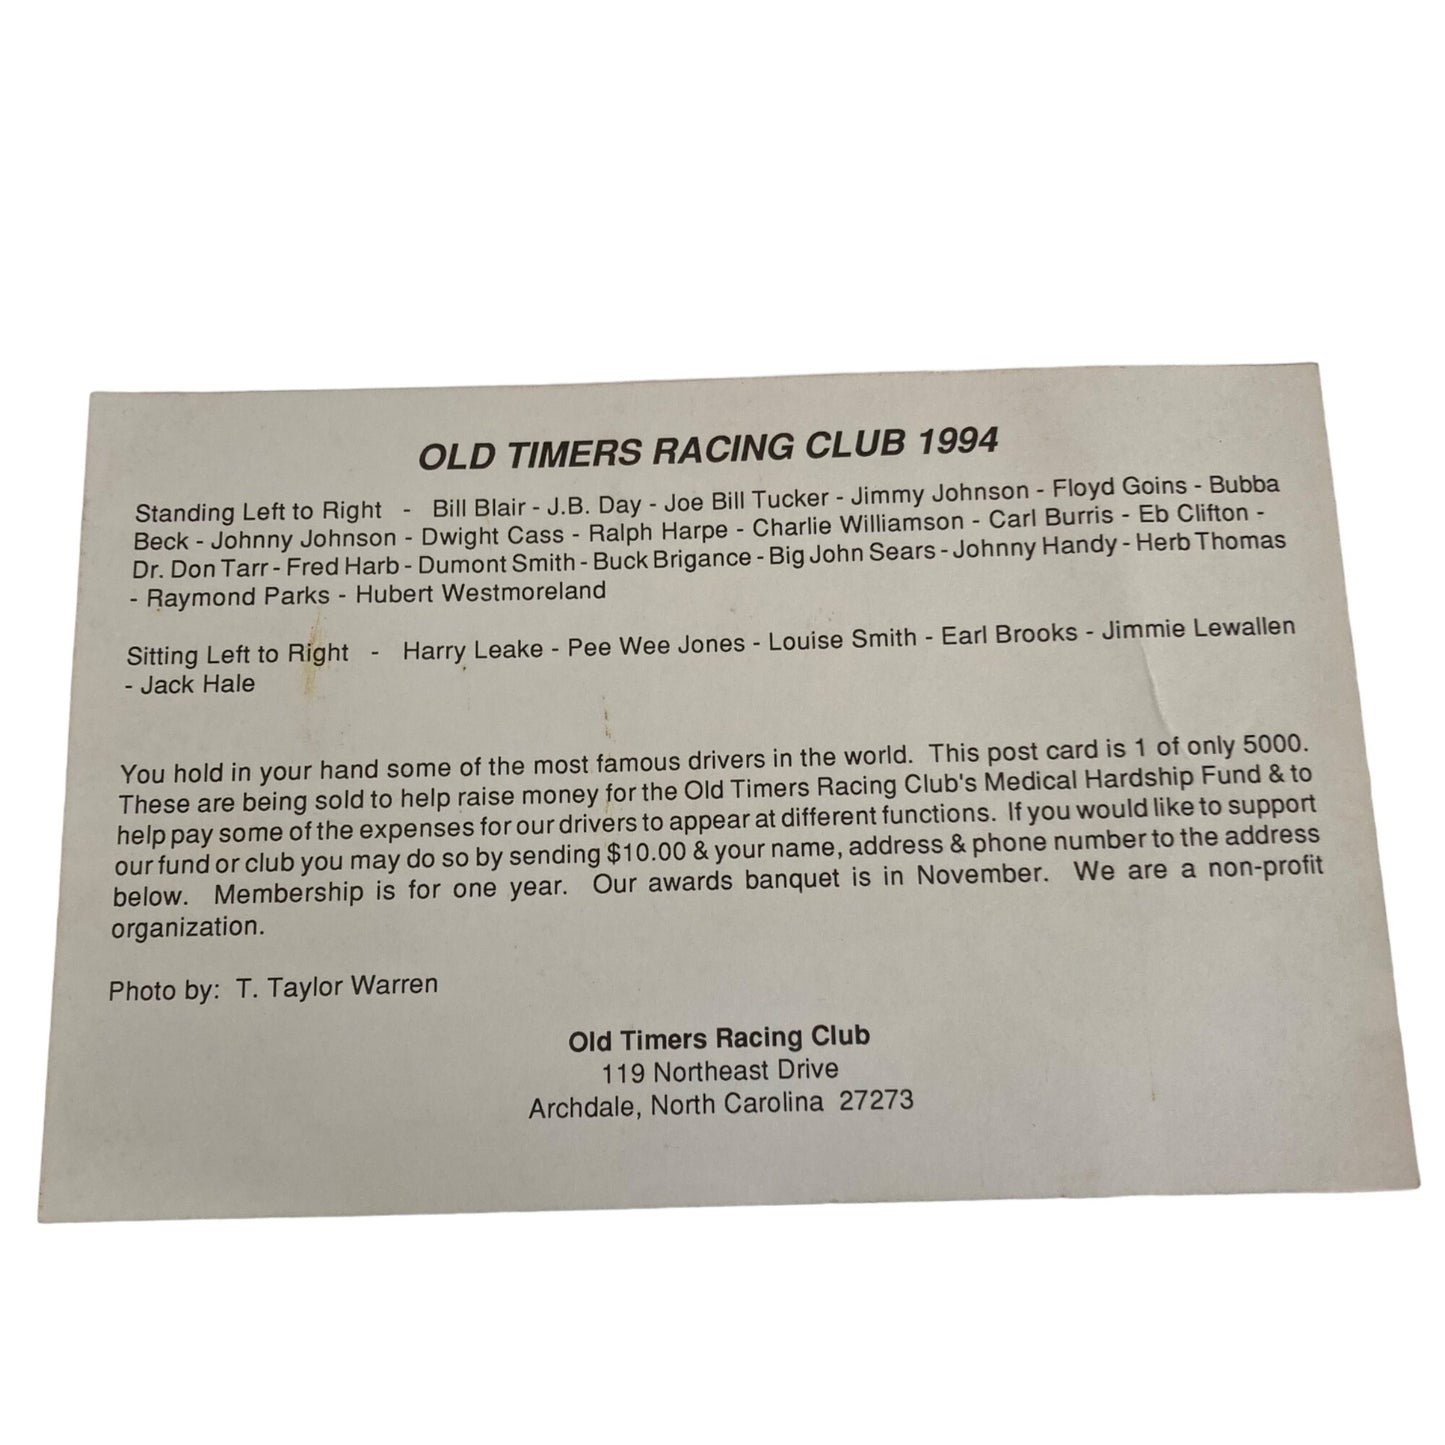 OLD TIMERS RACING CLUB 1994
Standing Left to Right - Bill Blair - J.B. Day - Joe Bill Tucker - Jimmy Johnson - Floyd Goins - Bubba
Beck - Johnny Johnson - Dwight Cass - Ralph Harpe - Charlie Williamson - Carl Burris - Eb Clifton -
Dr. Don Tarr - Fred Harb - Dumont Smith - Buck Brigance - Big John Sears - Johnny Handy - Herb Thomas
- Raymond Parks - Hubert Westmoreland
Sitting Left to Right - Harry Leake - Pee Wee Jones - Louise Smith - Earl Brooks - Jimmie Lewallen
- Jack Hale
You hold in your hand some of the most famous drivers in the world. This post card is 1 of only 5000.
These are being sold to help raise money for the Old Timers Racing Club's Medical Hardship Fund & to
help pay some of the expenses for our drivers to appear at different functions. If you would like to support
our fund or club you may do so by sending $10.00 & your name, address & phone number to the address
below. Membership is for one year. Our awards banquet is in November. We are a non-profit
organization.
Photo by: T. Taylor Warren
Old Timers Racing Club
119 Northeast Drive
Archdale, North Carolina 27273